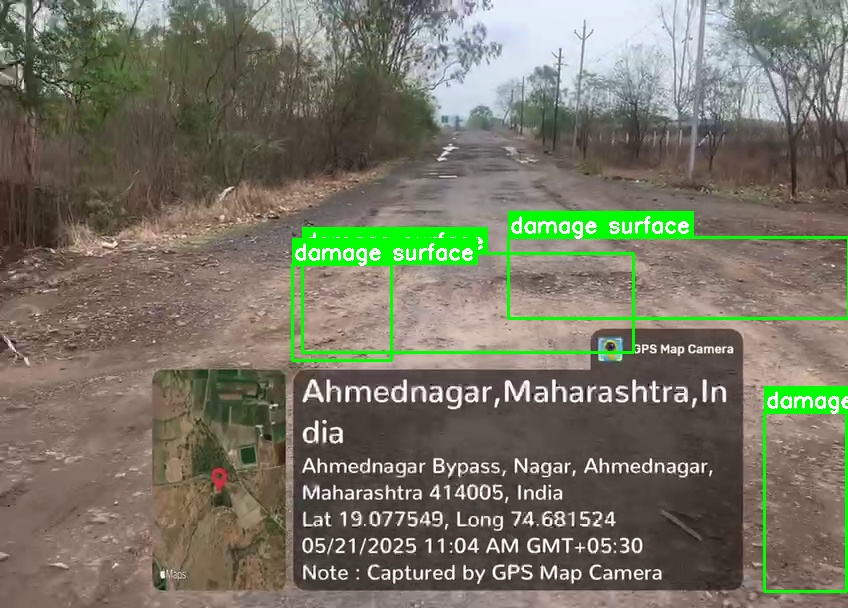 damage surface
damage surface
damage surface
damage
GPS Map Camera
Ahmednagar,Maharashtra,In
dia
Ahmednagar Bypass, Nagar, Ahmednagar,
Maharashtra 414005, India
Lat 19.077549, Long 74.681524
05/21/2025 11:04 AM GMT+05:30
Note : Captured by GPS Map Camera
Maps